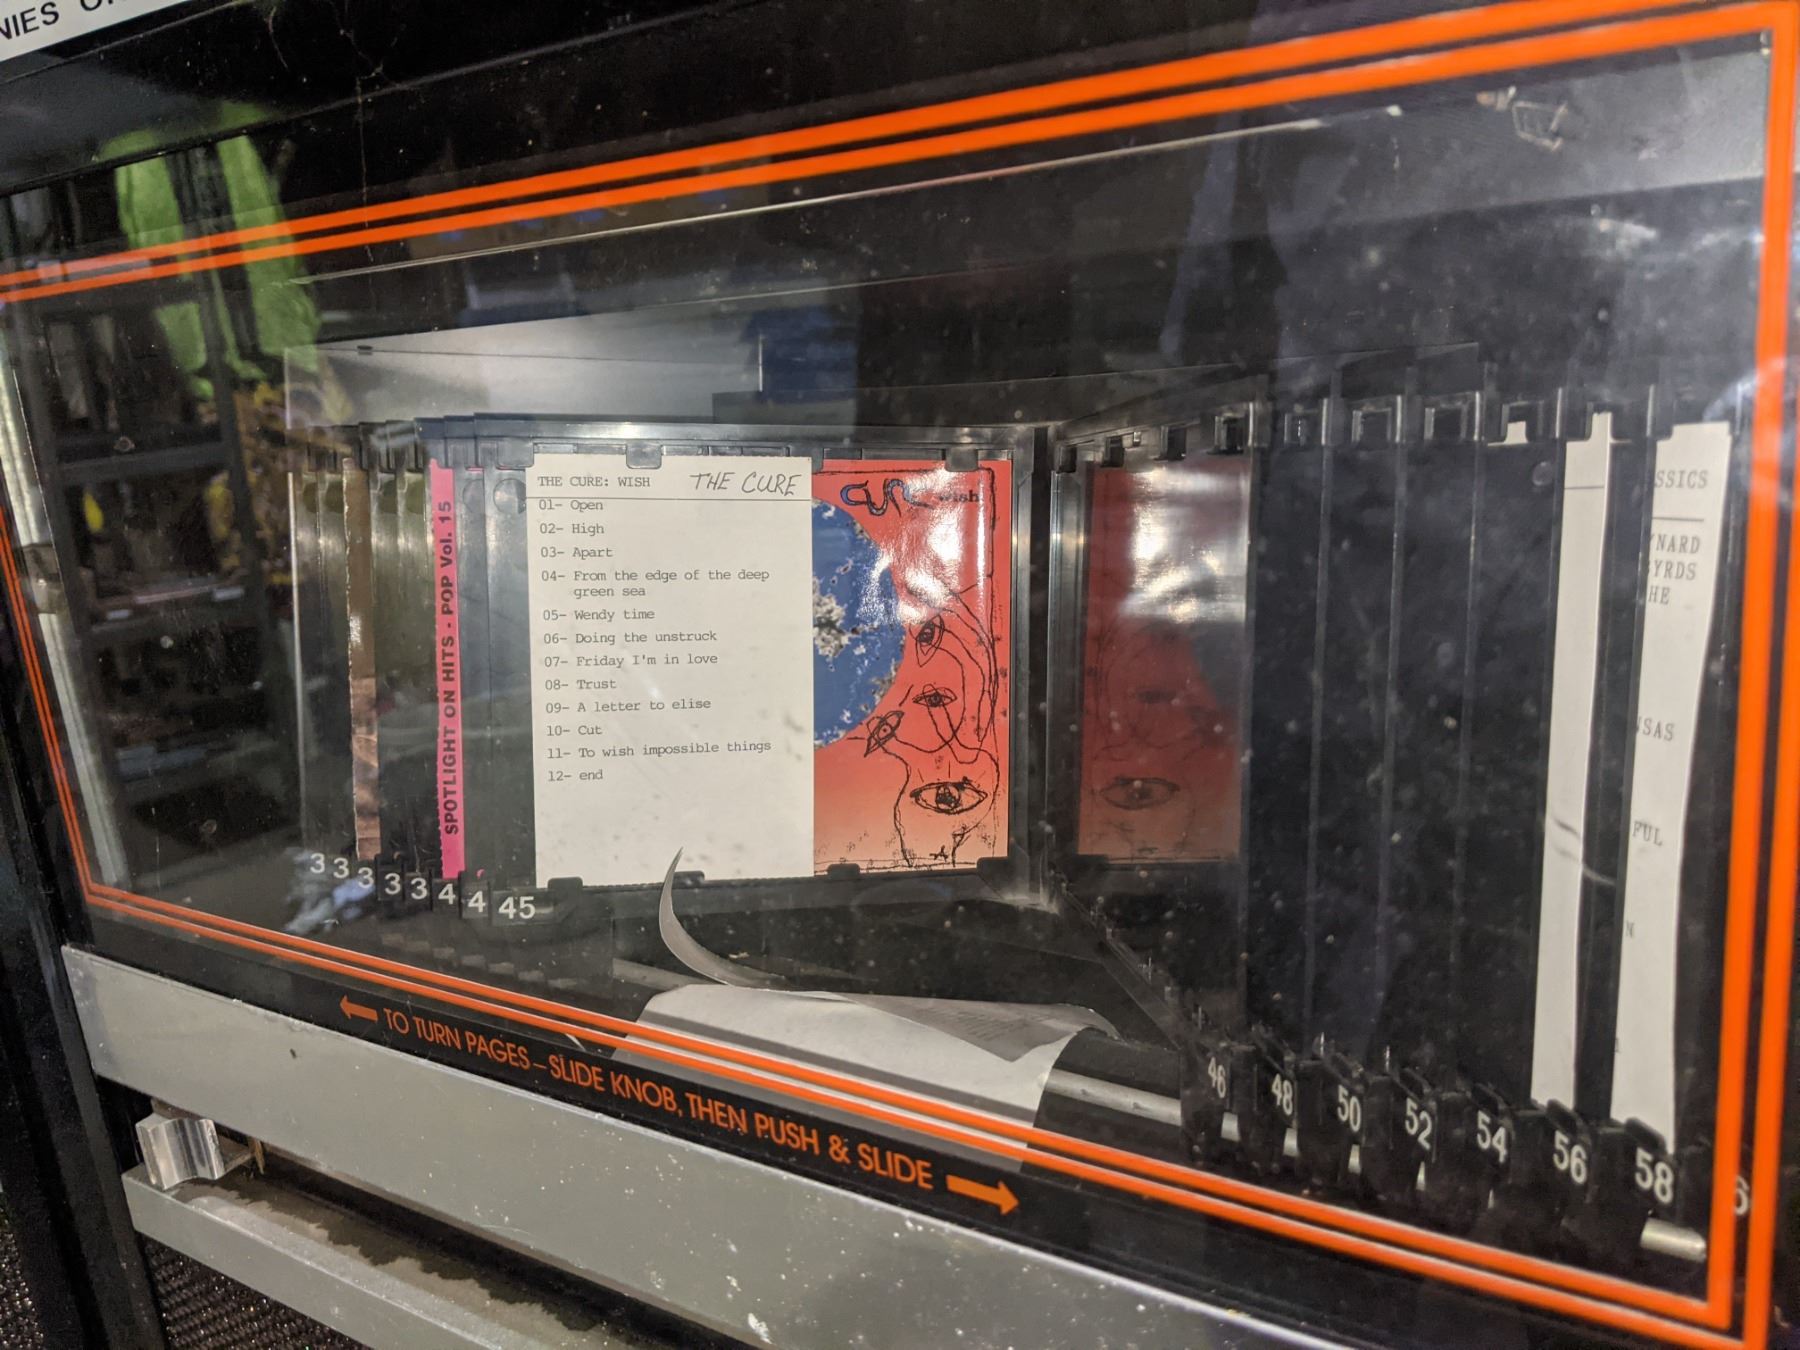 NIES
THE CURE: WISH THE CURE
01- Open
02- High
03- Apart
04- From the edge of the deep
green sea
05- Wendy time
06- Doing the unstruck
07- Friday I'm in love
08- Trust
09- A letter to elise
10- Cut
11- To wish impossible things
12- end
CURE wish
SPOTLIGHT ON HITS - POP Vol. 15
SSICS
YNARD
BYRDS
HE
NSAS
FUL
N
3 3 3 3 3 4 4 45
46 48 50 52 54 56 58 6
← TO TURN PAGES – SLIDE KNOB, THEN PUSH & SLIDE →